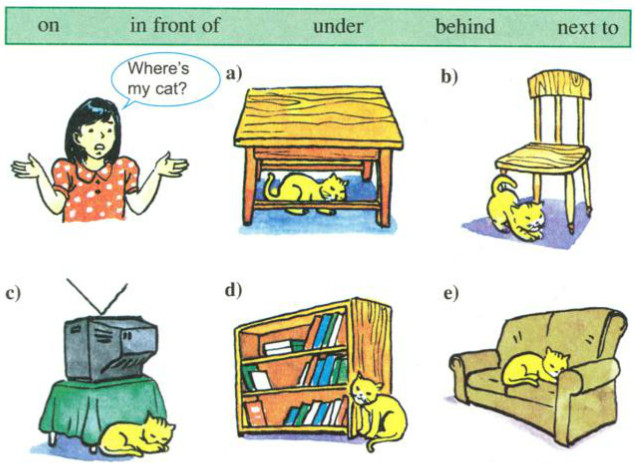 on in front of under behind next to
Where's
my cat?
a)
b)
c)
d)
e)